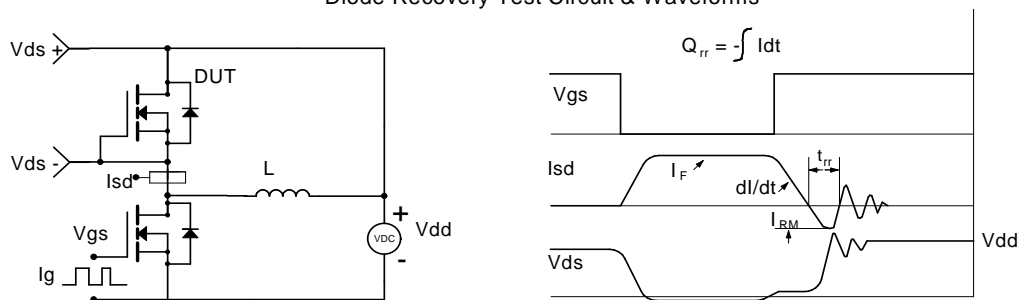 Diode Recovery Test Circuit & Waveforms
Vds +
DUT
Vds -
Isd
L
Vgs
Ig
+
VDC
-
Vdd
Q rr = - ∫ Idt
Vgs
Isd
I F
dI/dt
t rr
I RM
Vds
Vdd